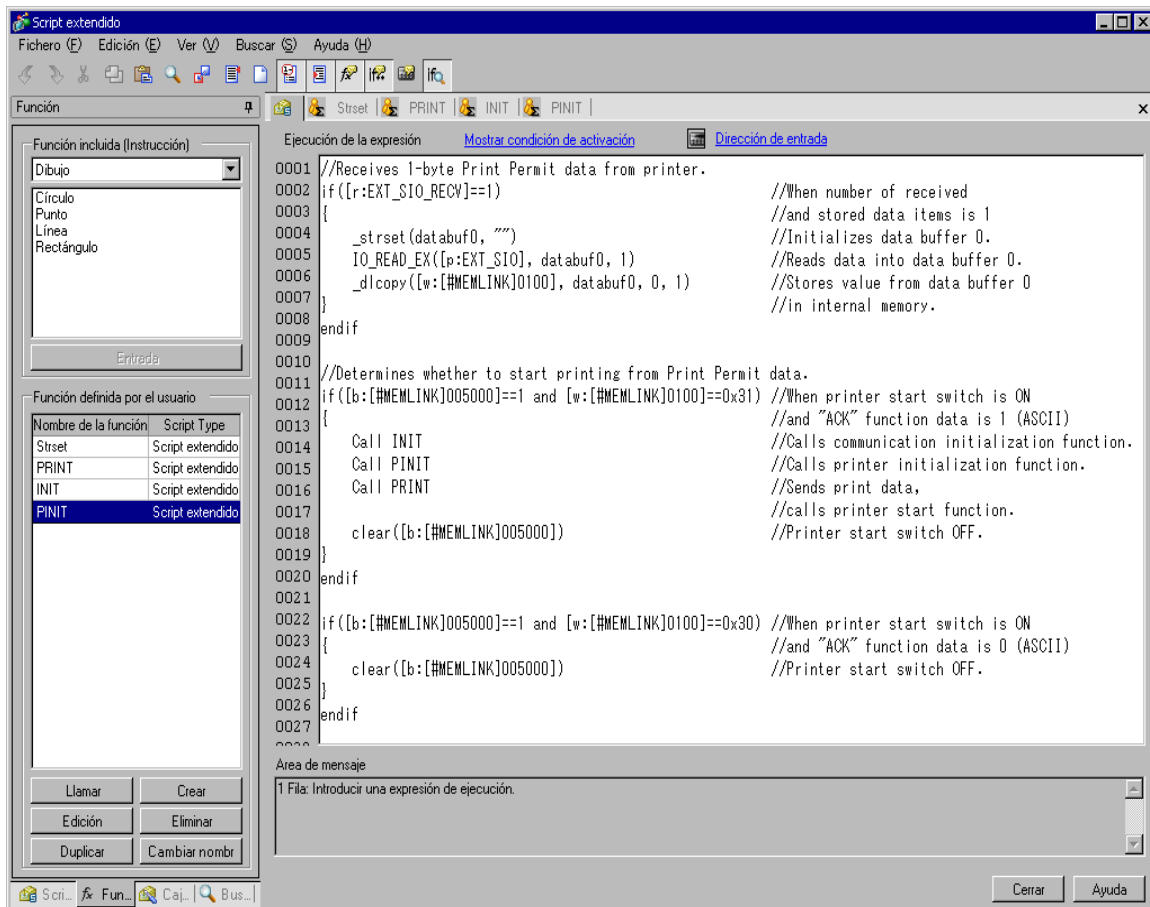 Script extendido
Fichero (F) Edición (E) Ver (V) Buscar (S) Ayuda (H)
Función
Función incluida (Instrucción)
Dibujo
Círculo
Punto
Línea
Rectángulo
Entrada
Función definida por el usuario
Nombre de la función Script Type
Strset Script extendido
PRINT Script extendido
INIT Script extendido
PINIT Script extendido
Llamar Crear
Edición Eliminar
Duplicar Cambiar nombr
Scri... fx Fun... Caj... Bus...
Strset PRINT INIT PINIT
Ejecución de la expresión Mostrar condición de activación Dirección de entrada
0001 //Receives 1-byte Print Permit data from printer.
0002 if([r:EXT_SIO_RECV]==1) //When number of received
0003 { //and stored data items is 1
0004 _strset(databuf0, "") //Initializes data buffer 0.
0005 IO_READ_EX([p:EXT_SIO], databuf0, 1) //Reads data into data buffer 0.
0006 _dlcopy([w:[#MEMLINK]0100], databuf0, 0, 1) //Stores value from data buffer 0
0007 } //in internal memory.
0008 endif
0009
0010
0011 //Determines whether to start printing from Print Permit data.
0012 if([b:[#MEMLINK]005000]==1 and [w:[#MEMLINK]0100]==0x31) //When printer start switch is ON
0013 { //and "ACK" function data is 1 (ASCII)
0014 Call INIT //Calls communication initialization function.
0015 Call PINIT //Calls printer initialization function.
0016 Call PRINT //Sends print data,
0017 //calls printer start function.
0018 clear([b:[#MEMLINK]005000]) //Printer start switch OFF.
0019 }
0020 endif
0021
0022 if([b:[#MEMLINK]005000]==1 and [w:[#MEMLINK]0100]==0x30) //When printer start switch is ON
0023 { //and "ACK" function data is 0 (ASCII)
0024 clear([b:[#MEMLINK]005000]) //Printer start switch OFF.
0025 }
0026 endif
0027
Area de mensaje
1 Fila: Introducir una expresión de ejecución.
Cerrar Ayuda